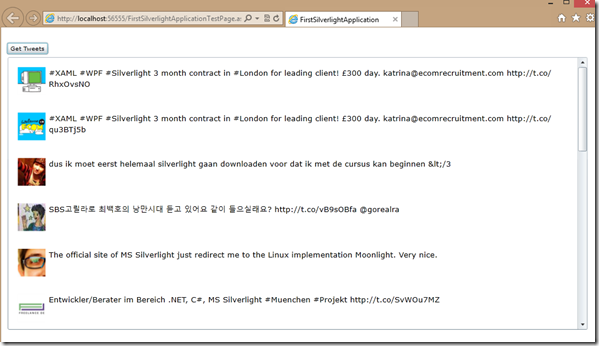 http://localhost:56555/FirstSilverlightApplicationTestPage.as
FirstSilverlightApplication
Get Tweets
#XAML #WPF #Silverlight 3 month contract in #London for leading client! £300 day. katrina@ecomrecruitment.com http://t.co/
RhxOvsNO
#XAML #WPF #Silverlight 3 month contract in #London for leading client! £300 day. katrina@ecomrecruitment.com http://t.co/
qu3BTJ5b
dus ik moet eerst helemaal silverlight gaan downloaden voor dat ik met de cursus kan beginnen &lt;/3
SBS고릴라로 최백호의 낭만시대 듣고 있어요 같이 들으실래요? http://t.co/vB9sOBfa @gorealra
The official site of MS Silverlight just redirect me to the Linux implementation Moonlight. Very nice.
Entwickler/Berater im Bereich .NET, C#, MS Silverlight #Muenchen #Projekt http://t.co/SvWOu7MZ